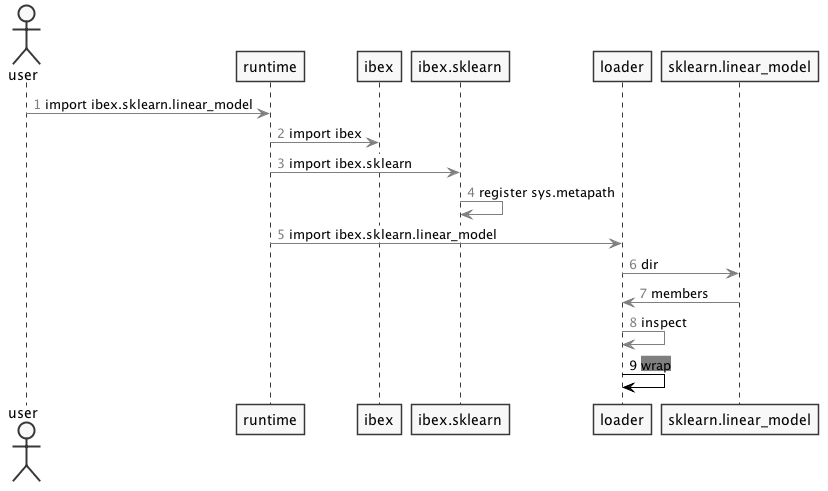 user
runtime
ibex
ibex.sklearn
loader
sklearn.linear_model
1 import ibex.sklearn.linear_model
2 import ibex
3 import ibex.sklearn
4 register sys.metapath
5 import ibex.sklearn.linear_model
6 dir
7 members
8 inspect
9 wrap
user
runtime
ibex
ibex.sklearn
loader
sklearn.linear_model